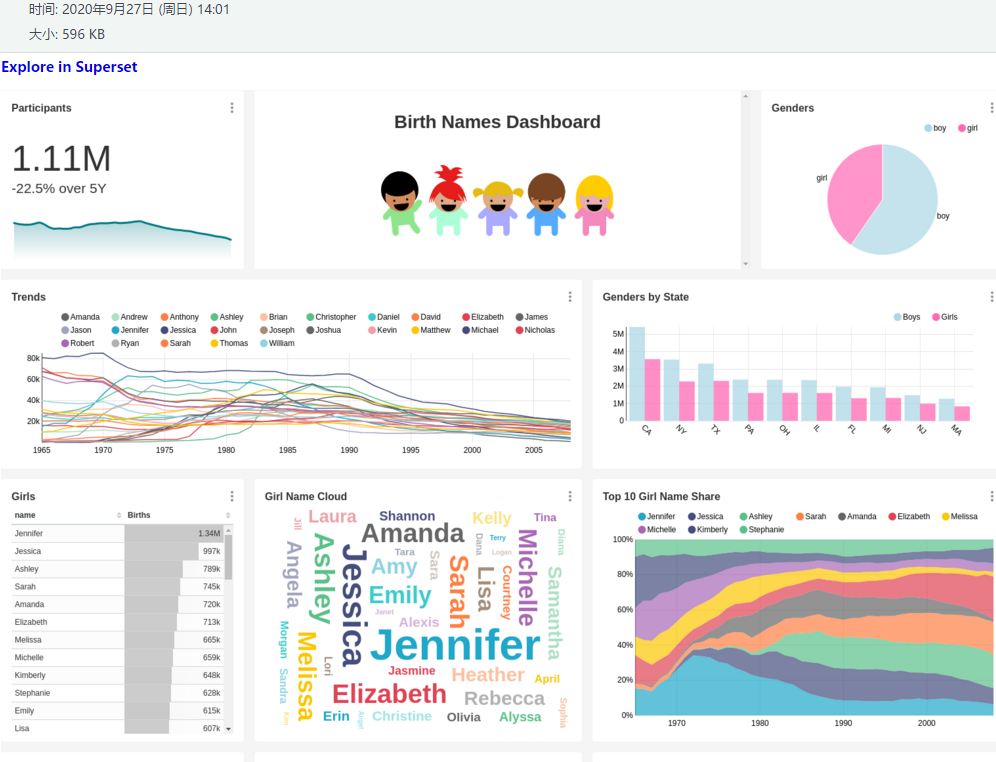 时间: 2020年9月27日 (周日) 14:01
大小: 596 KB
Explore in Superset
Participants
1.11M
-22.5% over 5Y
Birth Names Dashboard
Genders
boy girl
girl
boy
Trends
Amanda Andrew Anthony Ashley Brian Christopher Daniel David Elizabeth James
Jason Jennifer Jessica John Joseph Joshua Kevin Matthew Michael Nicholas
Robert Ryan Sarah Thomas William
80k
60k
40k
20k
1965 1970 1975 1980 1985 1990 1995 2000 2005
Genders by State
Boys Girls
5M
4M
3M
2M
1M
0
CA NY TX PA OH IL FL MI NJ MA
Girls
name Births
Jennifer 1.34M
Jessica 997k
Ashley 789k
Sarah 745k
Amanda 720k
Elizabeth 713k
Melissa 665k
Michelle 659k
Kimberly 648k
Stephanie 628k
Emily 615k
Lisa 607k
Girl Name Cloud
Jill
Laura
Shannon
Kelly
Tina
Amanda
Diana
Dana
Terry
Logan
Tara
Sara
Angela
Ashley
Jessica
Amy
Sarah
Lisa
Courtney
Michelle
Samantha
Emily
Janet
Alexis
Morgan
Melissa
Lori
Jennifer
Jasmine
Heather
April
Sandra
Elizabeth
Rebecca
Sophia
Kim
Erin
Angel
Christine
Olivia
Alyssa
Top 10 Girl Name Share
Jennifer Jessica Ashley Sarah Amanda Elizabeth Melissa
Michelle Kimberly Stephanie
100%
80%
60%
40%
20%
0%
1970 1980 1990 2000